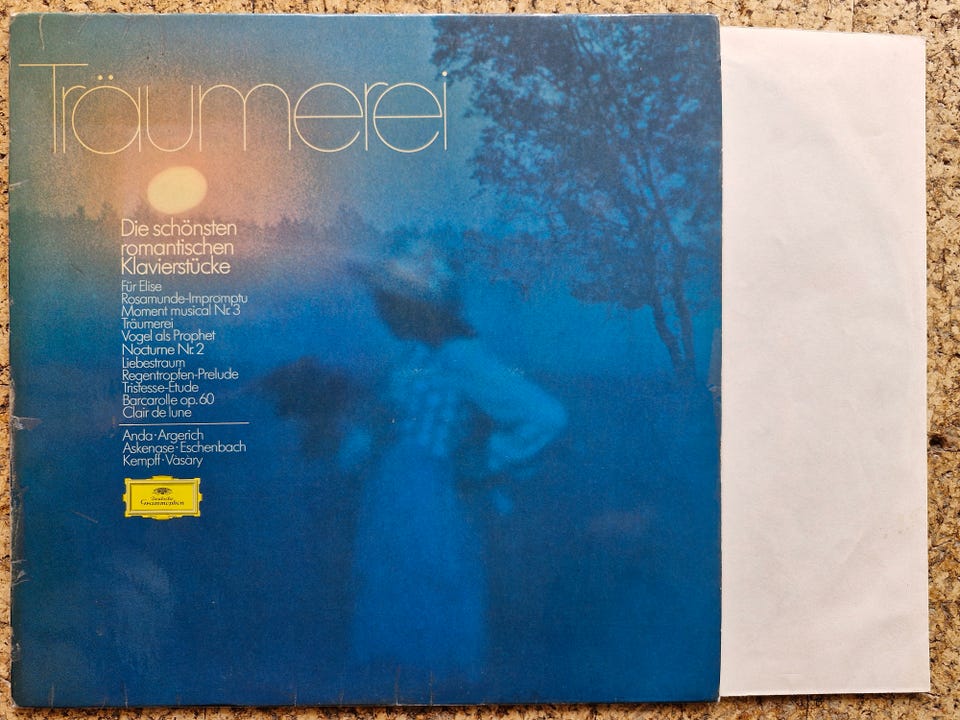 Träumerei
Die schönsten
romantischen
Klavierstücke
Für Elise
Rosamunde-Impromptu
Moment musical Nr. 3
Träumerei
Vogel als Prophet
Nocturne Nr. 2
Liebestraum
Regentropfen-Prelude
Tristesse-Etude
Barcarolle op. 60
Clair de lune
Anda · Argerich
Askenase · Eschenbach
Kempff · Vásáry
Deutsche
Grammophon